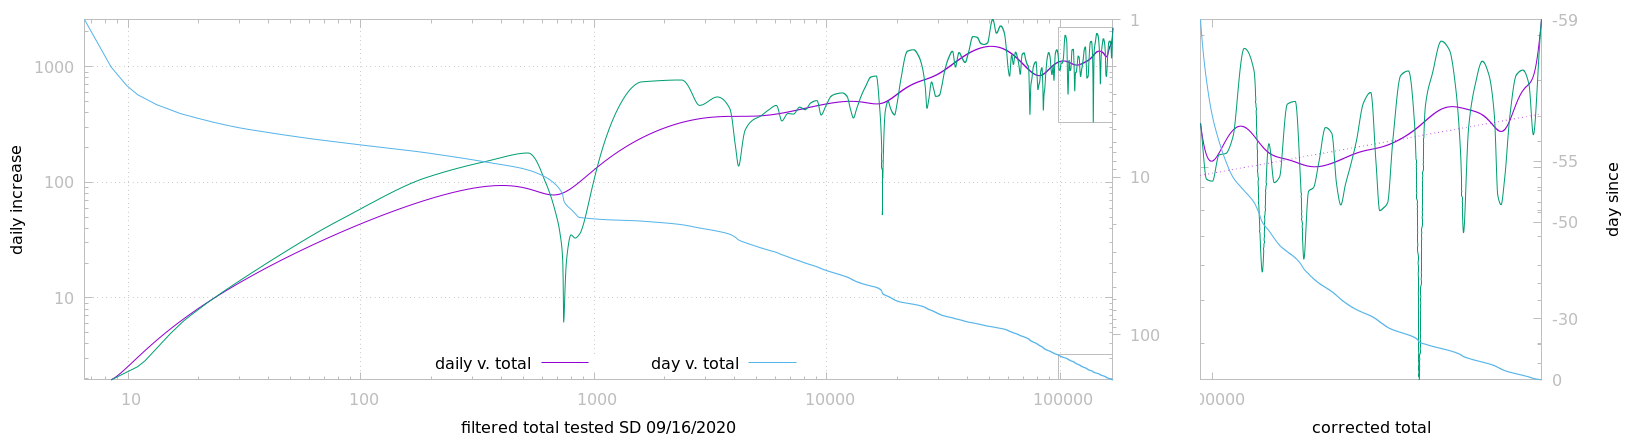 daily increase
1000
100
10
10
100
1000
10000
100000
filtered total tested SD 09/16/2020
daily v. total
day v. total
1
10
100
00000
corrected total
-59
-55
-50
-30
0
day since